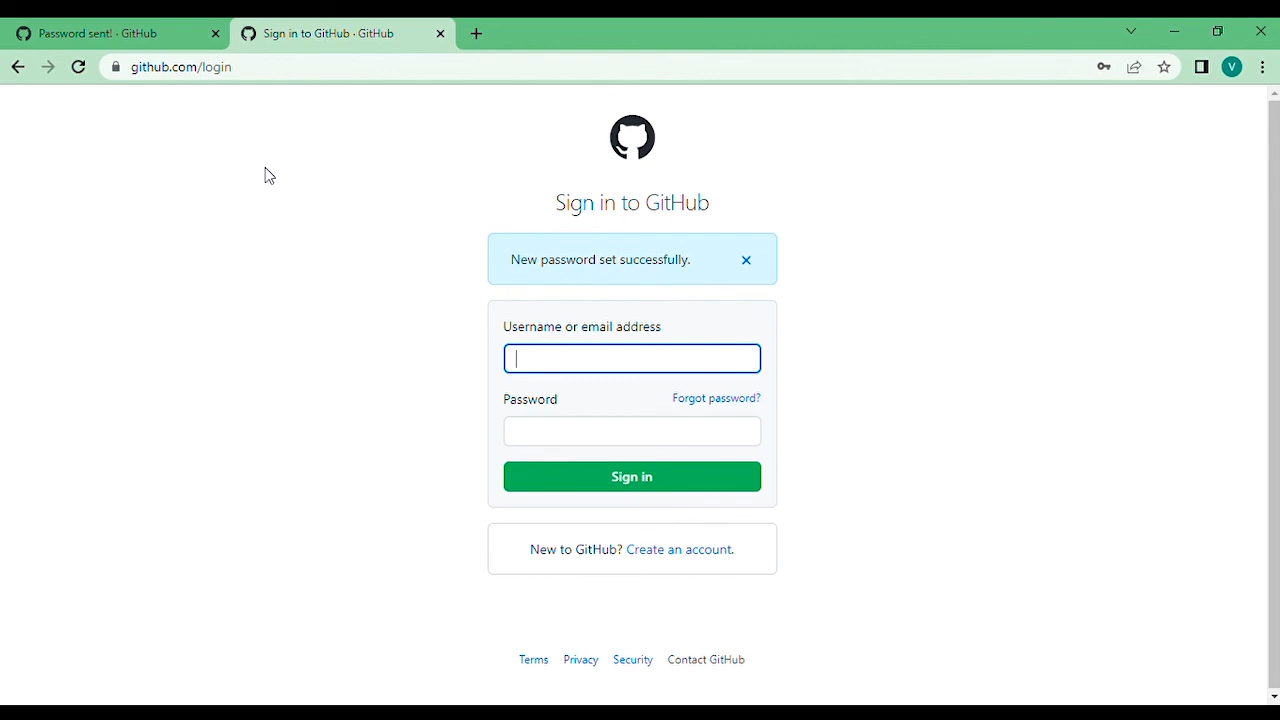 Password sent! · GitHub
Sign in to GitHub · GitHub
github.com/login
V
Sign in to GitHub
New password set successfully.
Username or email address
Password
Forgot password?
Sign in
New to GitHub? Create an account.
Terms Privacy Security Contact GitHub